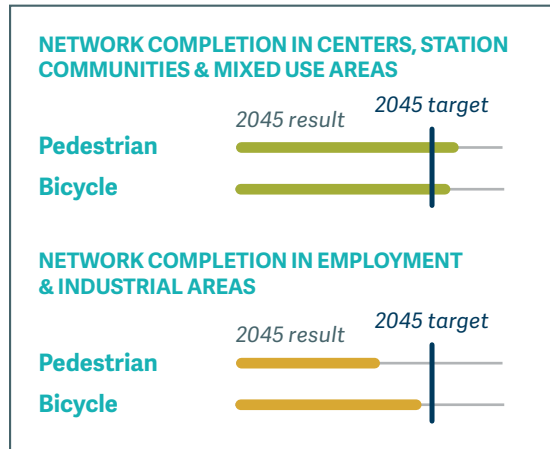 NETWORK COMPLETION IN CENTERS, STATION
COMMUNITIES & MIXED USE AREAS
2045 result
2045 target
Pedestrian
Bicycle
NETWORK COMPLETION IN EMPLOYMENT
& INDUSTRIAL AREAS
2045 result
2045 target
Pedestrian
Bicycle